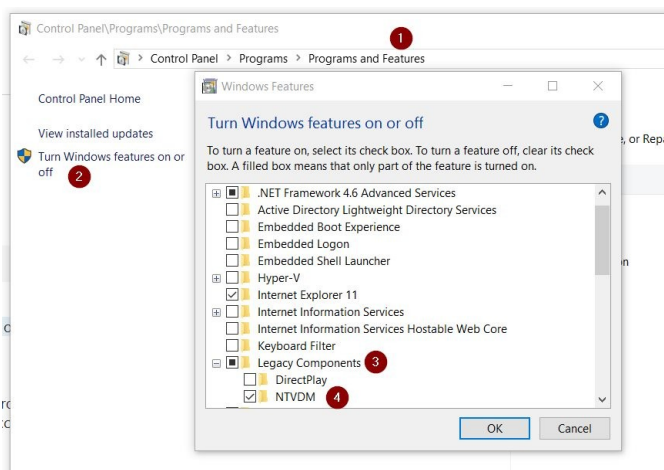 Control Panel\Programs\Programs and Features
1
Control Panel > Programs > Programs and Features
Control Panel Home
View installed updates
Turn Windows features on or
off
2
Windows Features
Turn Windows features on or off
?
To turn a feature on, select its check box. To turn a feature off, clear its check
box. A filled box means that only part of the feature is turned on.
.NET Framework 4.6 Advanced Services
Active Directory Lightweight Directory Services
Embedded Boot Experience
Embedded Logon
Embedded Shell Launcher
Hyper-V
Internet Explorer 11
Internet Information Services
Internet Information Services Hostable Web Core
Keyboard Filter
Legacy Components 3
DirectPlay
NTVDM 4
OK Cancel